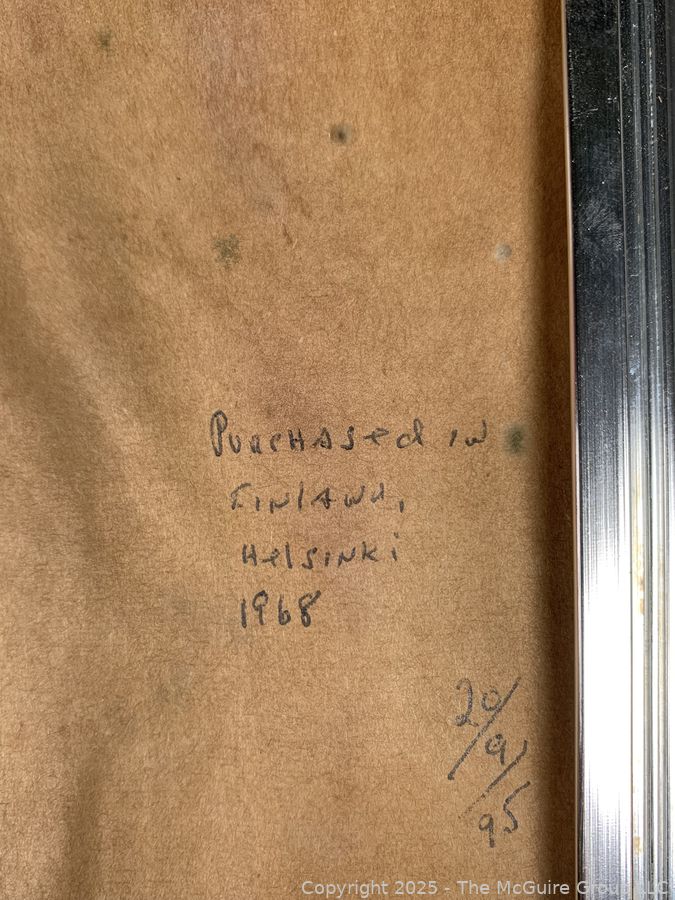 PURCHASEd IN
FINlANd,
HelsiNki
1968
20/9/95
Copyright 2025 - The McGuire Group LLC